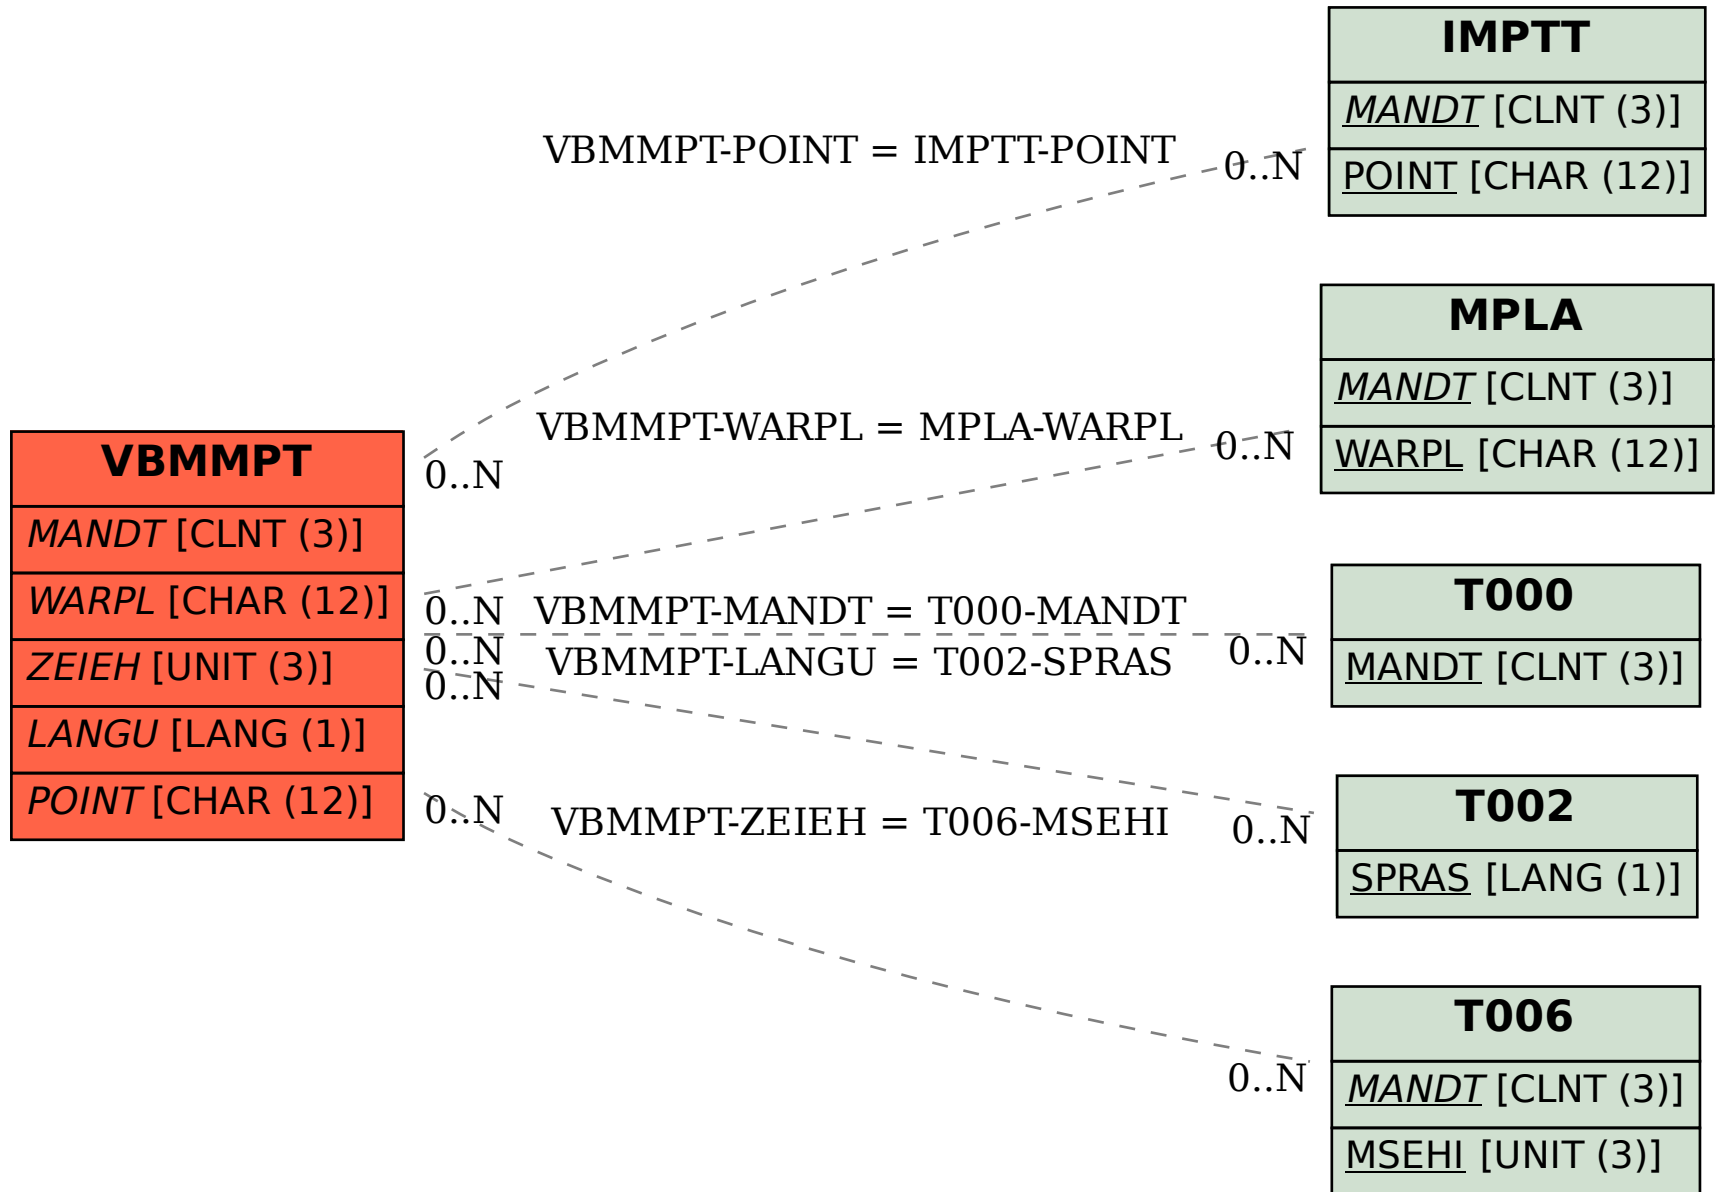 VBMMPT
MANDT [CLNT (3)]
WARPL [CHAR (12)]
ZEIEH [UNIT (3)]
LANGU [LANG (1)]
POINT [CHAR (12)]
VBMMPT-POINT = IMPTT-POINT
0..N
0..N
VBMMPT-WARPL = MPLA-WARPL
0..N
0..N
VBMMPT-MANDT = T000-MANDT
0..N
0..N
VBMMPT-LANGU = T002-SPRAS
0..N
0..N
VBMMPT-ZEIEH = T006-MSEHI
0..N
0..N
IMPTT
MANDT [CLNT (3)]
POINT [CHAR (12)]
MPLA
MANDT [CLNT (3)]
WARPL [CHAR (12)]
T000
MANDT [CLNT (3)]
T002
SPRAS [LANG (1)]
T006
MANDT [CLNT (3)]
MSEHI [UNIT (3)]